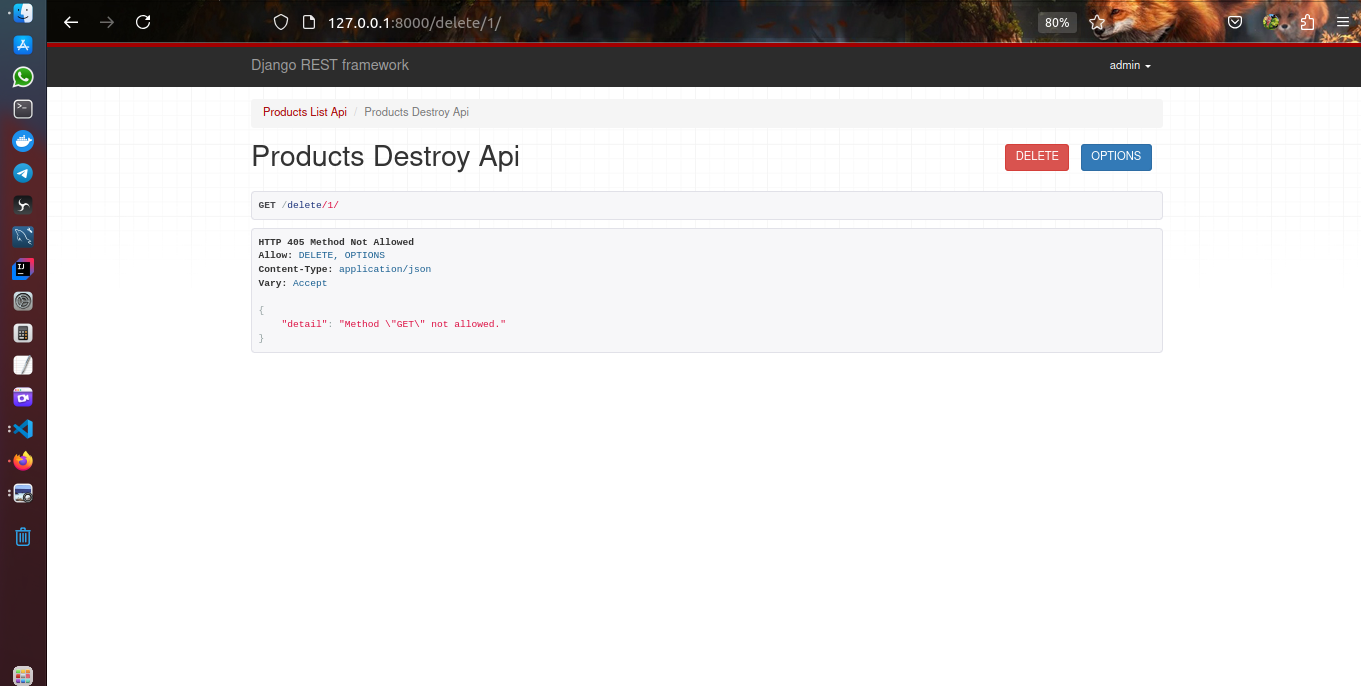 127.0.0.1:8000/delete/1/
80%
Django REST framework
admin
Products List Api / Products Destroy Api
Products Destroy Api
DELETE
OPTIONS
GET /delete/1/
HTTP 405 Method Not Allowed
Allow: DELETE, OPTIONS
Content-Type: application/json
Vary: Accept
{
"detail": "Method \"GET\" not allowed."
}